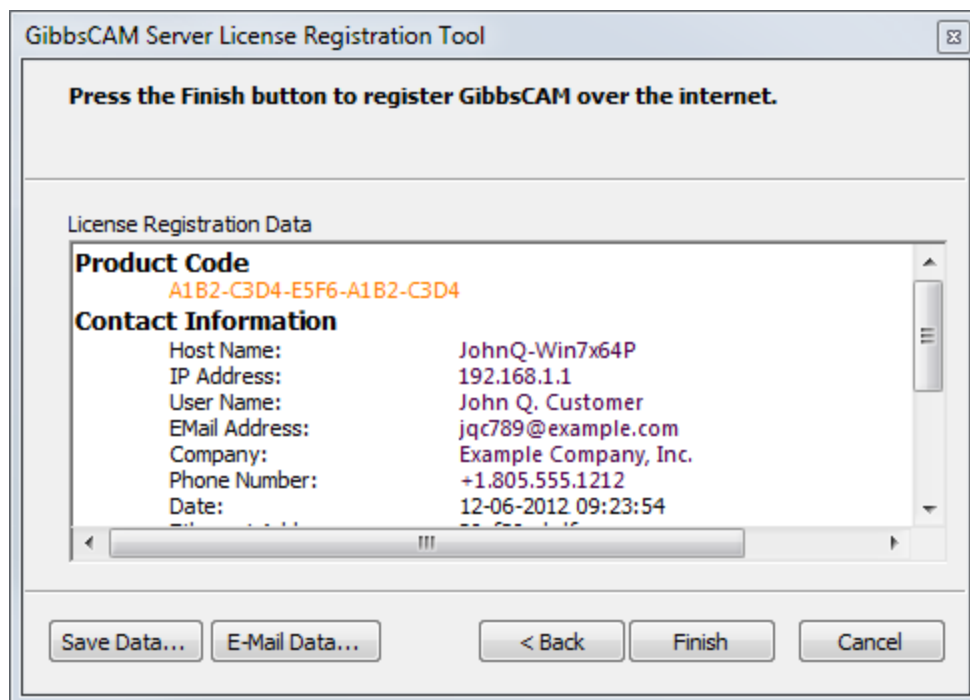 GibbsCAM Server License Registration Tool
Press the Finish button to register GibbsCAM over the internet.
License Registration Data
Product Code
A1B2-C3D4-E5F6-A1B2-C3D4
Contact Information
Host Name: JohnQ-Win7x64P
IP Address: 192.168.1.1
User Name: John Q. Customer
EMail Address: jqc789@example.com
Company: Example Company, Inc.
Phone Number: +1.805.555.1212
Date: 12-06-2012 09:23:54
Save Data... E-Mail Data... < Back Finish Cancel